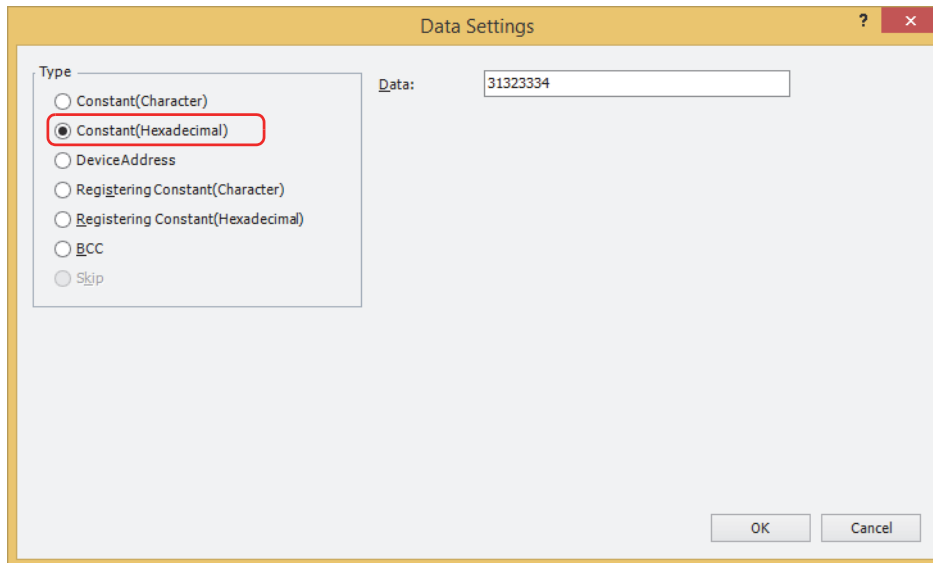 Data Settings
?
Type
Constant(Character)
Constant(Hexadecimal)
DeviceAddress
Registering Constant(Character)
Registering Constant(Hexadecimal)
BCC
Skip
Data: 31323334
OK Cancel